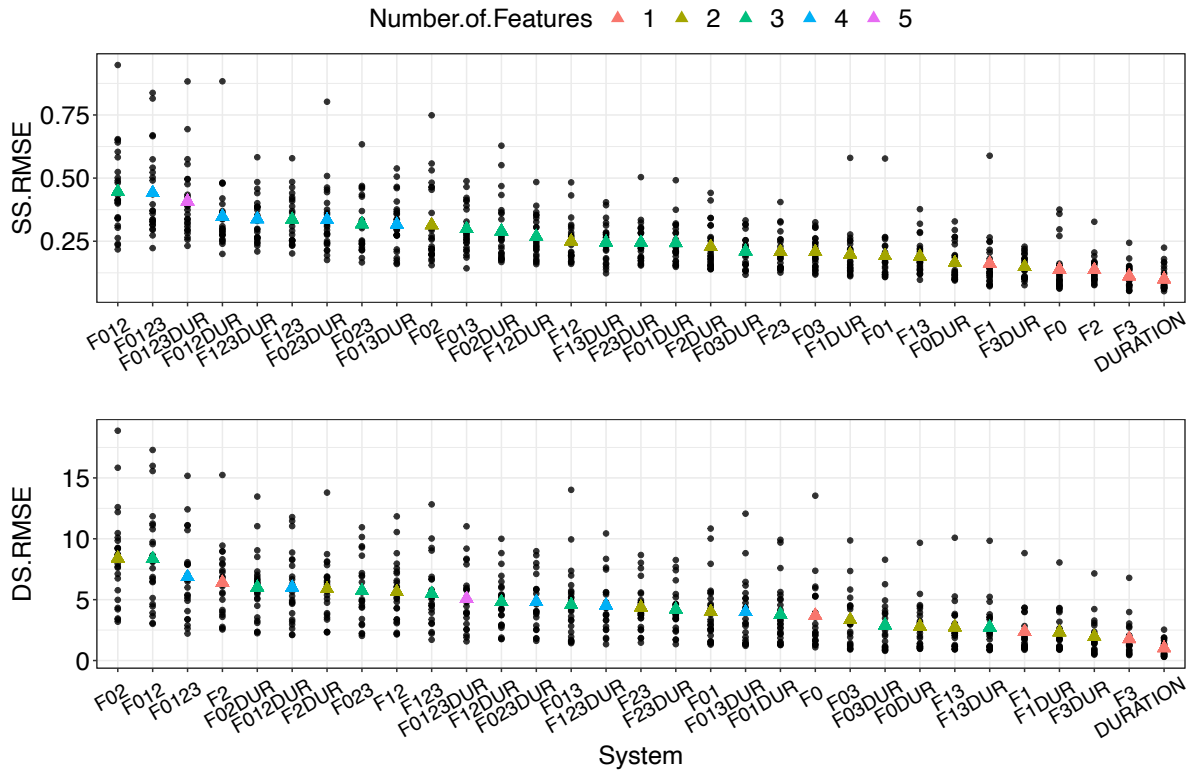 Number.of.Features 1 2 3 4 5
SS.RMSE
0.75
0.50
0.25
F012 F0123 F0123DUR F012DUR F123DUR F123 F023DUR F023 F013DUR F02 F013 F02DUR F12DUR F12 F13DUR F23DUR F01DUR F2DUR F03DUR F23 F03 F1DUR F01 F13 F0DUR F1 F3DUR F0 F2 F3 DURATION
DS.RMSE
15
10
5
0
F02 F012 F0123 F2 F02DUR F012DUR F2DUR F023 F12 F123 F0123DUR F12DUR F023DUR F013 F123DUR F23 F23DUR F01 F013DUR F01DUR F0 F03 F03DUR F0DUR F13 F13DUR F1 F1DUR F3DUR F3 DURATION
System